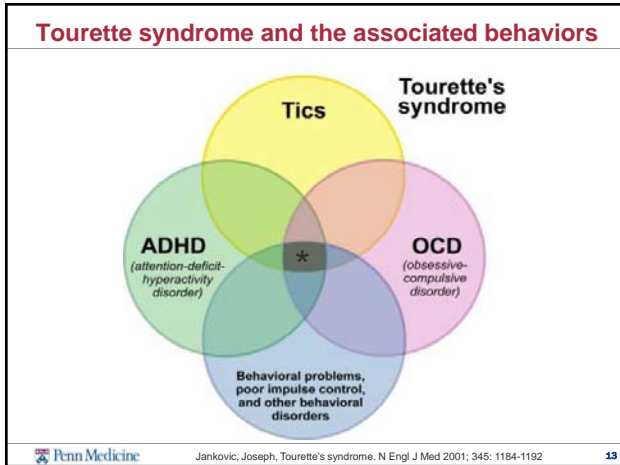 Tourette syndrome and the associated behaviors
Tourette's
syndrome
Tics
ADHD
(attention-deficit-
hyperactivity
disorder)
*
OCD
(obsessive-
compulsive
disorder)
Behavioral problems,
poor impulse control,
and other behavioral
disorders
Penn Medicine
Jankovic, Joseph, Tourette's syndrome. N Engl J Med 2001; 345: 1184-1192
13